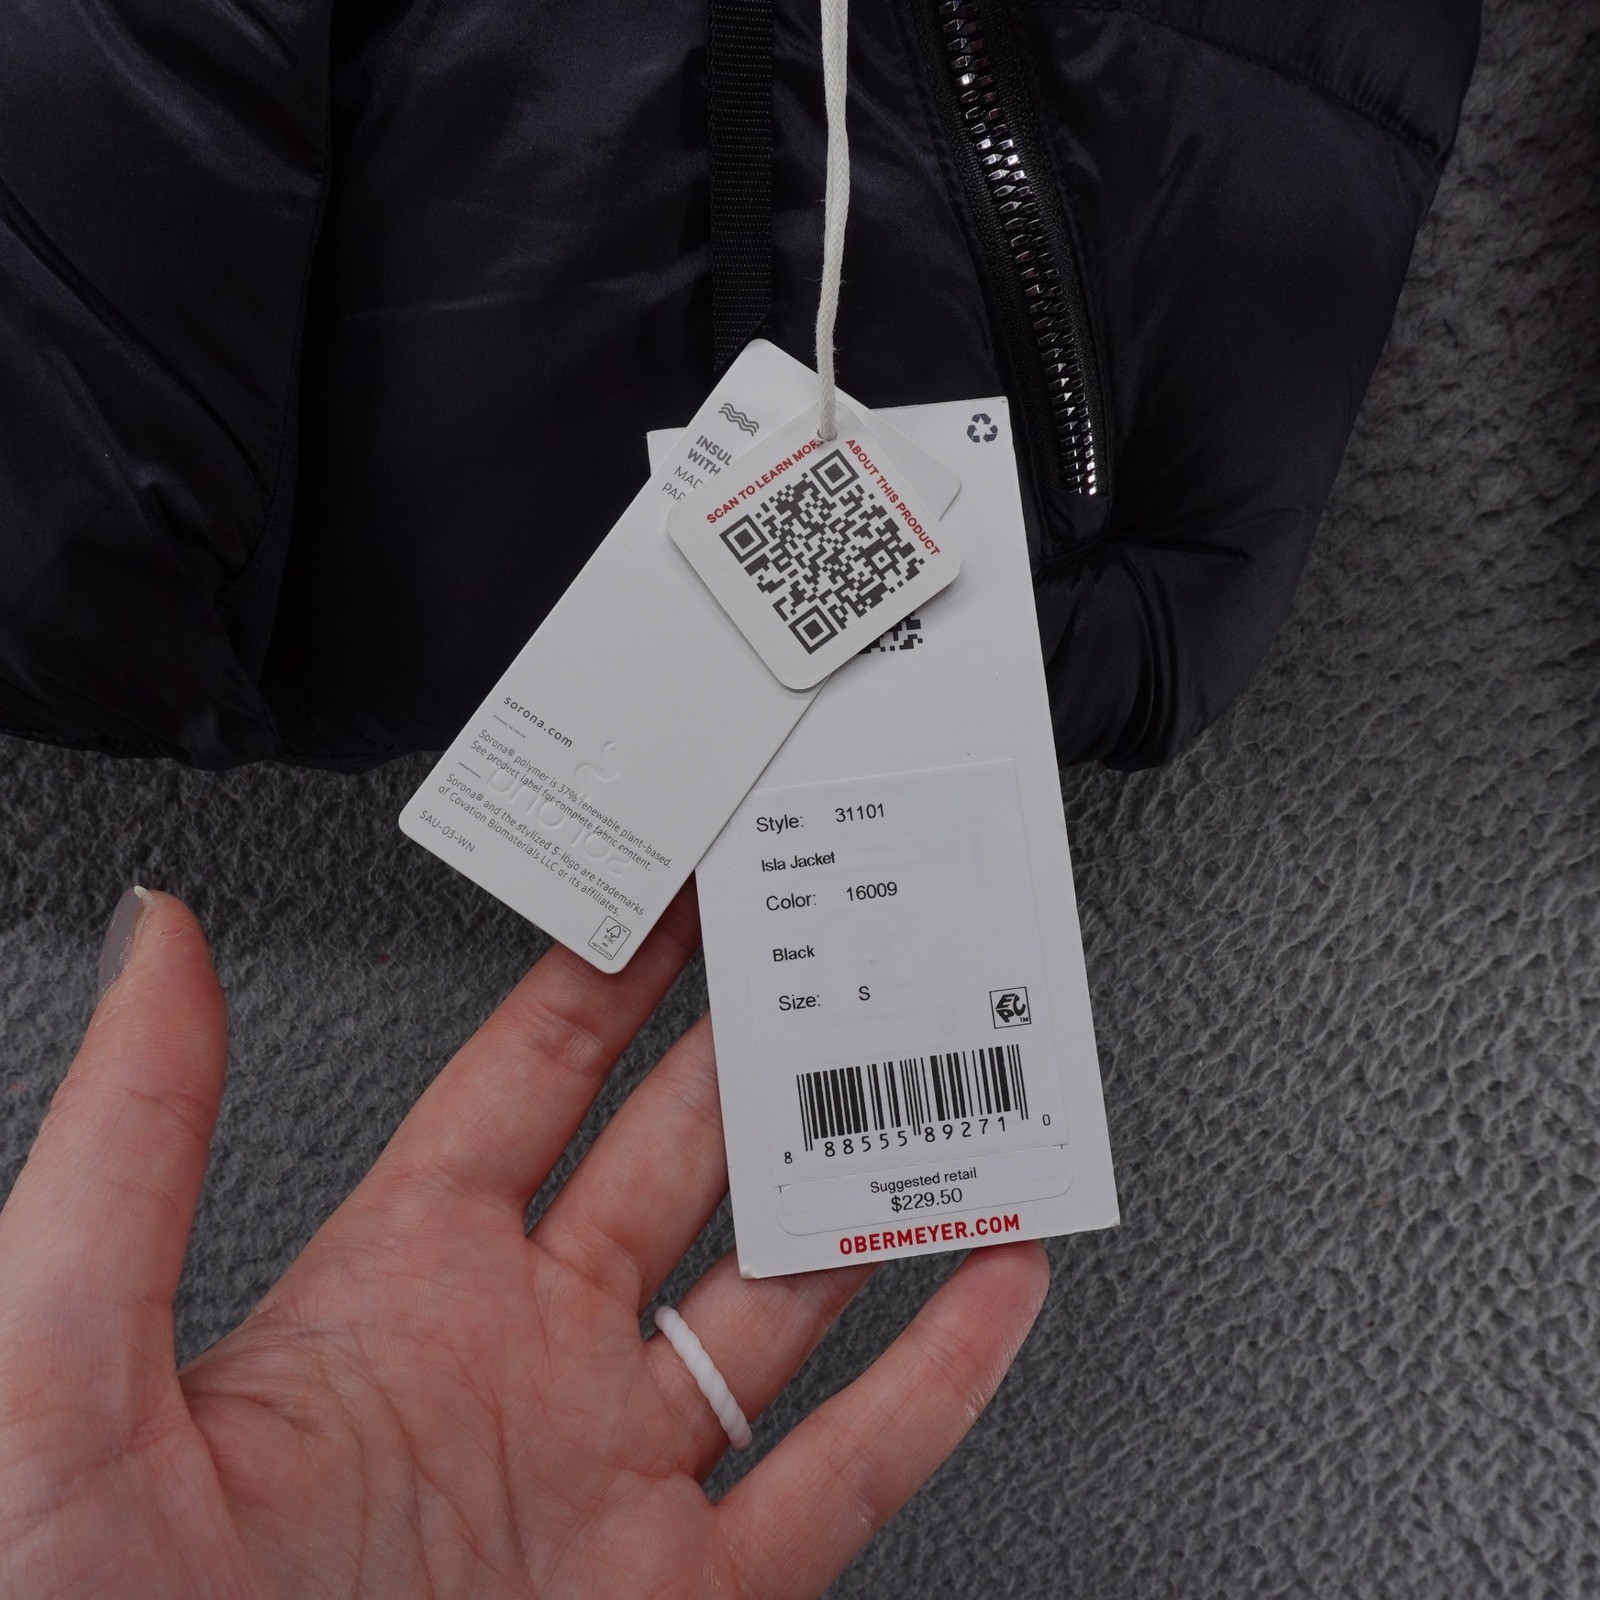 INSUL
WITH
MAD
PAR
SCAN TO LEARN MORE
ABOUT THIS PRODUCT
sorona.com
Sorona® polymer is 37% renewable plant-based.
See product label for complete fabric content.
Sorona® and the stylized S-logo are trademarks
of Covation Biomaterials LLC or its affiliates.
SAU-03-WN
FSC
sorona
Style: 31101
Isla Jacket
Color: 16009
Black
Size: S
EPC™
8 88555 89271 0
Suggested retail
$229.50
OBERMEYER.COM